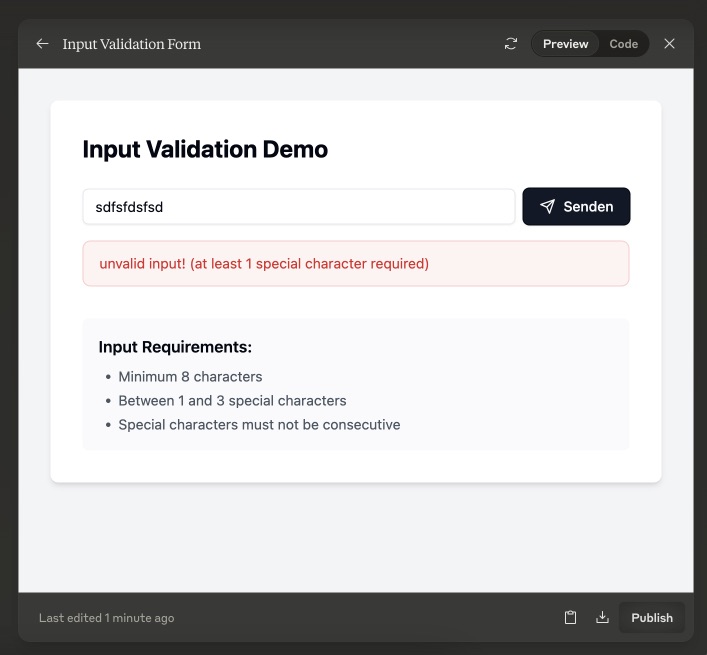 Input Validation Form
Preview Code
Input Validation Demo
sdfsfdsfsd
Senden
unvalid input! (at least 1 special character required)
Input Requirements:
• Minimum 8 characters
• Between 1 and 3 special characters
• Special characters must not be consecutive
Last edited 1 minute ago
Publish